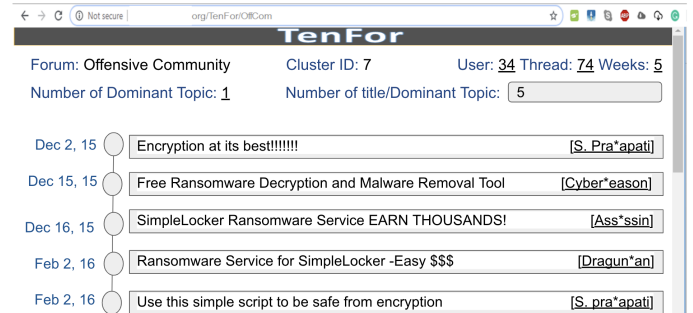 Not secure org/TenFor/OffCom
TenFor
Forum: Offensive Community Cluster ID: 7 User: 34 Thread: 74 Weeks: 5
Number of Dominant Topic: 1 Number of title/Dominant Topic: 5
Dec 2, 15 Encryption at its best!!!!!!! [S. Pra*apati]
Dec 15, 15 Free Ransomware Decryption and Malware Removal Tool [Cyber*eason]
Dec 16, 15 SimpleLocker Ransomware Service EARN THOUSANDS! [Ass*ssin]
Feb 2, 16 Ransomware Service for SimpleLocker -Easy $$$ [Dragun*an]
Feb 2, 16 Use this simple script to be safe from encryption [S. pra*apati]